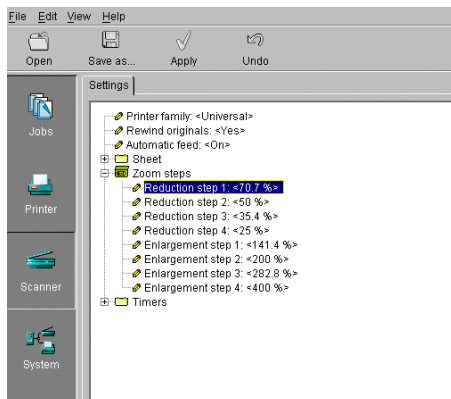 File Edit View Help
Open Save as... Apply Undo
Settings
Jobs
Printer
Scanner
System
Printer family: <Universal>
Rewind originals: <Yes>
Automatic feed: <On>
Sheet
Zoom steps
Reduction step 1: <70.7 %>
Reduction step 2: <50 %>
Reduction step 3: <35.4 %>
Reduction step 4: <25 %>
Enlargement step 1: <141.4 %>
Enlargement step 2: <200 %>
Enlargement step 3: <282.8 %>
Enlargement step 4: <400 %>
Timers